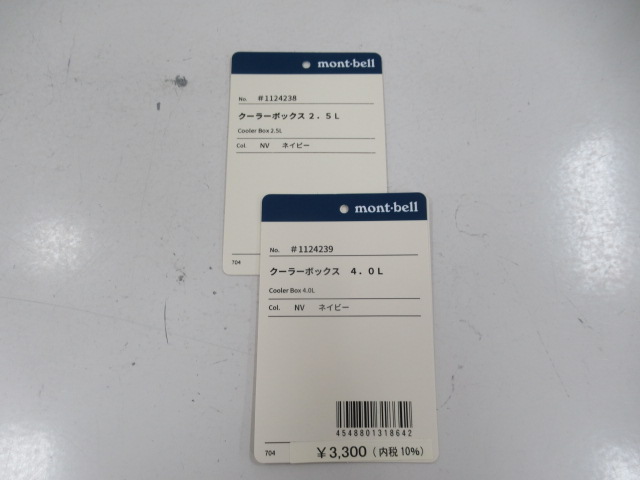 mont·bell
No. #1124238
クーラーボックス 2．5L
Cooler Box 2.5L
Col. NV ネイビー
704
mont·bell
No. #1124239
クーラーボックス 4．0L
Cooler Box 4.0L
Col. NV ネイビー
4548801318642
704
¥3,300（内税10%）